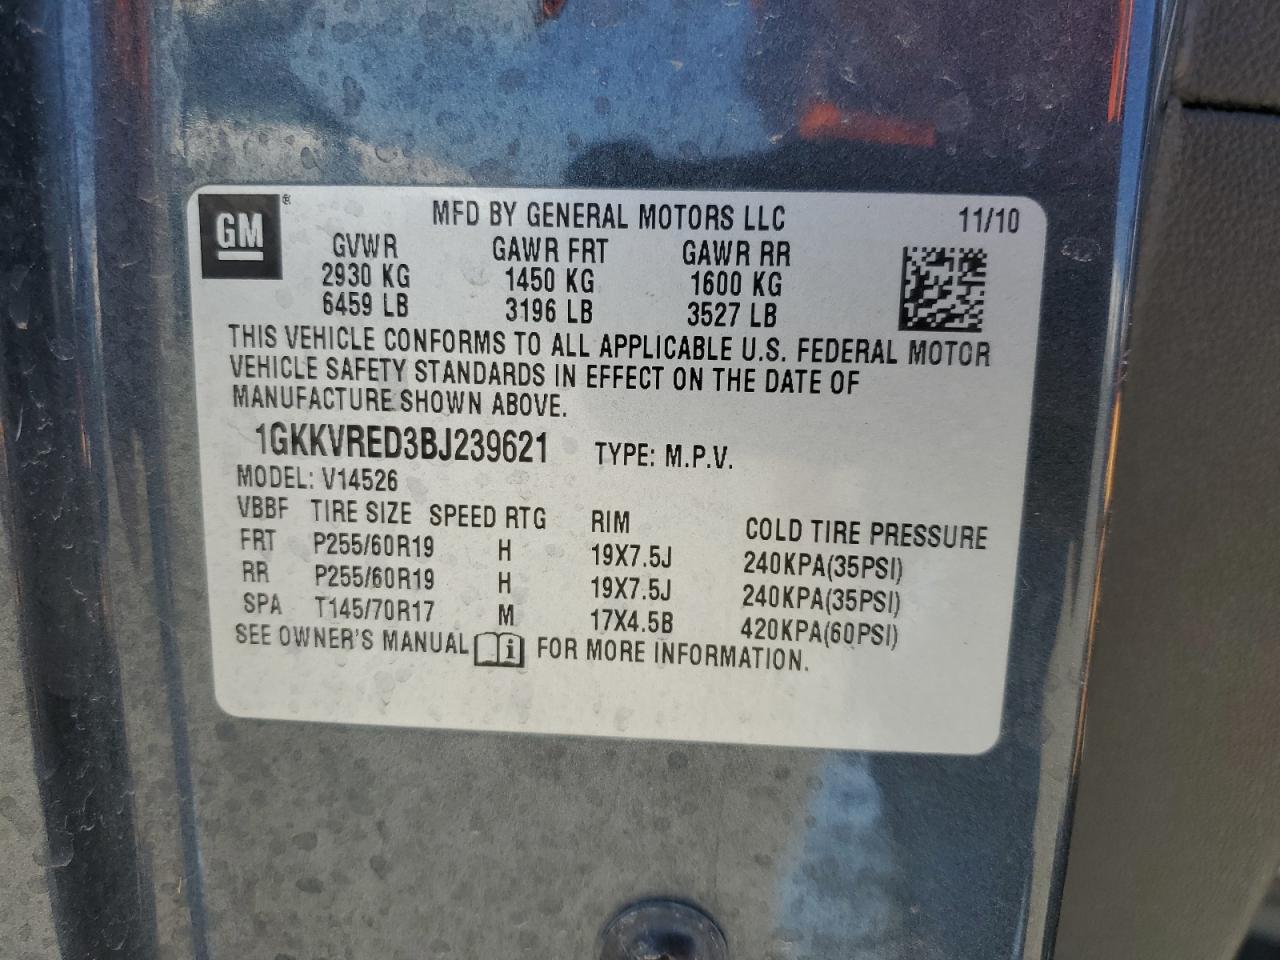 GM ® MFD BY GENERAL MOTORS LLC 11/10
GVWR GAWR FRT GAWR RR
2930 KG 1450 KG 1600 KG
6459 LB 3196 LB 3527 LB
THIS VEHICLE CONFORMS TO ALL APPLICABLE U.S. FEDERAL MOTOR
VEHICLE SAFETY STANDARDS IN EFFECT ON THE DATE OF
MANUFACTURE SHOWN ABOVE.
1GKKVRED3BJ239621 TYPE: M.P.V.
MODEL: V14526
VBBF TIRE SIZE SPEED RTG RIM COLD TIRE PRESSURE
FRT P255/60R19 H 19X7.5J 240KPA(35PSI)
RR P255/60R19 H 19X7.5J 240KPA(35PSI)
SPA T145/70R17 M 17X4.5B 420KPA(60PSI)
SEE OWNER'S MANUAL i FOR MORE INFORMATION.